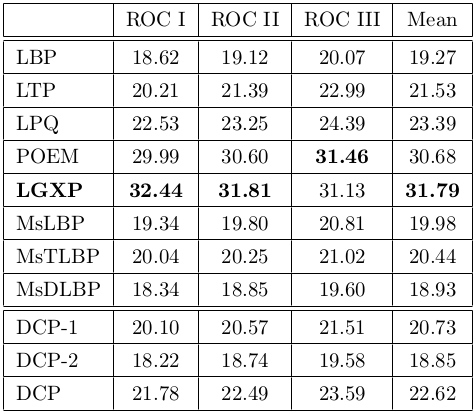 ROC I ROC II ROC III Mean
LBP 18.62 19.12 20.07 19.27
LTP 20.21 21.39 22.99 21.53
LPQ 22.53 23.25 24.39 23.39
POEM 29.99 30.60 31.46 30.68
LGXP 32.44 31.81 31.13 31.79
MsLBP 19.34 19.80 20.81 19.98
MsTLBP 20.04 20.25 21.02 20.44
MsDLBP 18.34 18.85 19.60 18.93
DCP-1 20.10 20.57 21.51 20.73
DCP-2 18.22 18.74 19.58 18.85
DCP 21.78 22.49 23.59 22.62